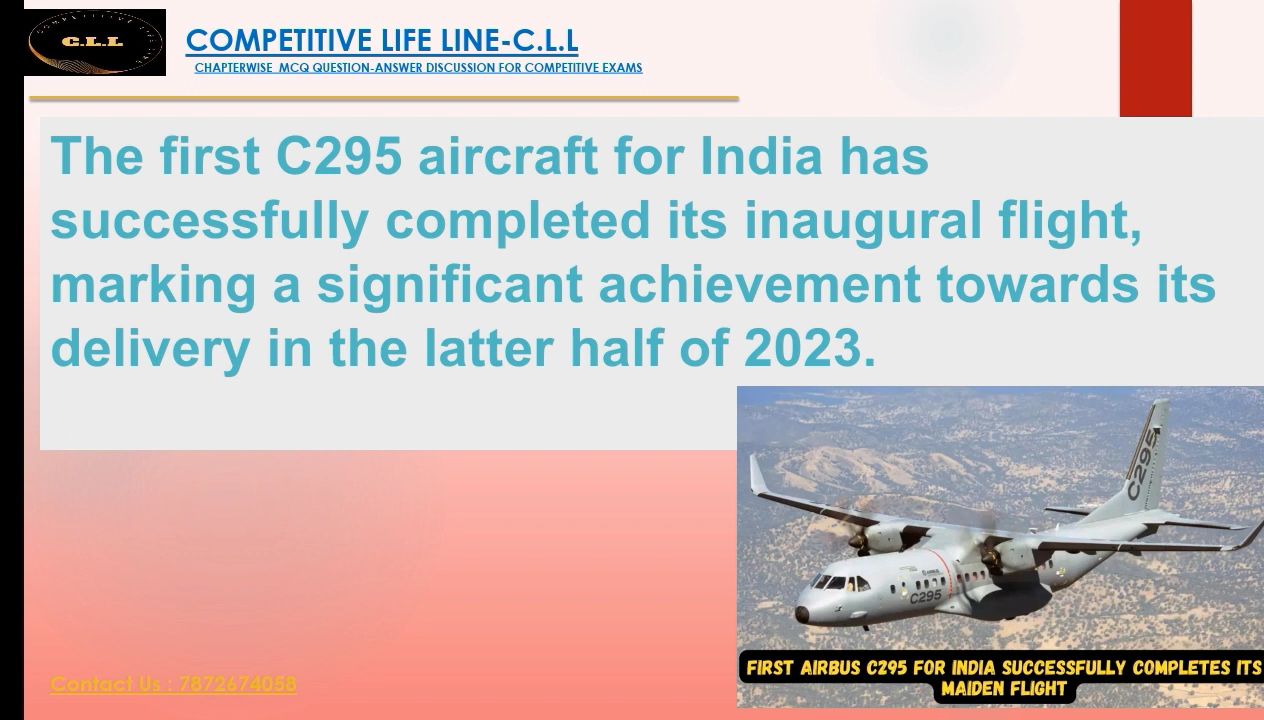 C.L.L
COMPETITIVE LIFE LINE-C.L.L
CHAPTERWISE MCQ QUESTION-ANSWER DISCUSSION FOR COMPETITIVE EXAMS
The first C295 aircraft for India has
successfully completed its inaugural flight,
marking a significant achievement towards its
delivery in the latter half of 2023.
C295
AIRBUS
C295
FIRST AIRBUS C295 FOR INDIA SUCCESSFULLY COMPLETES ITS
MAIDEN FLIGHT
Contact Us : 7872674058